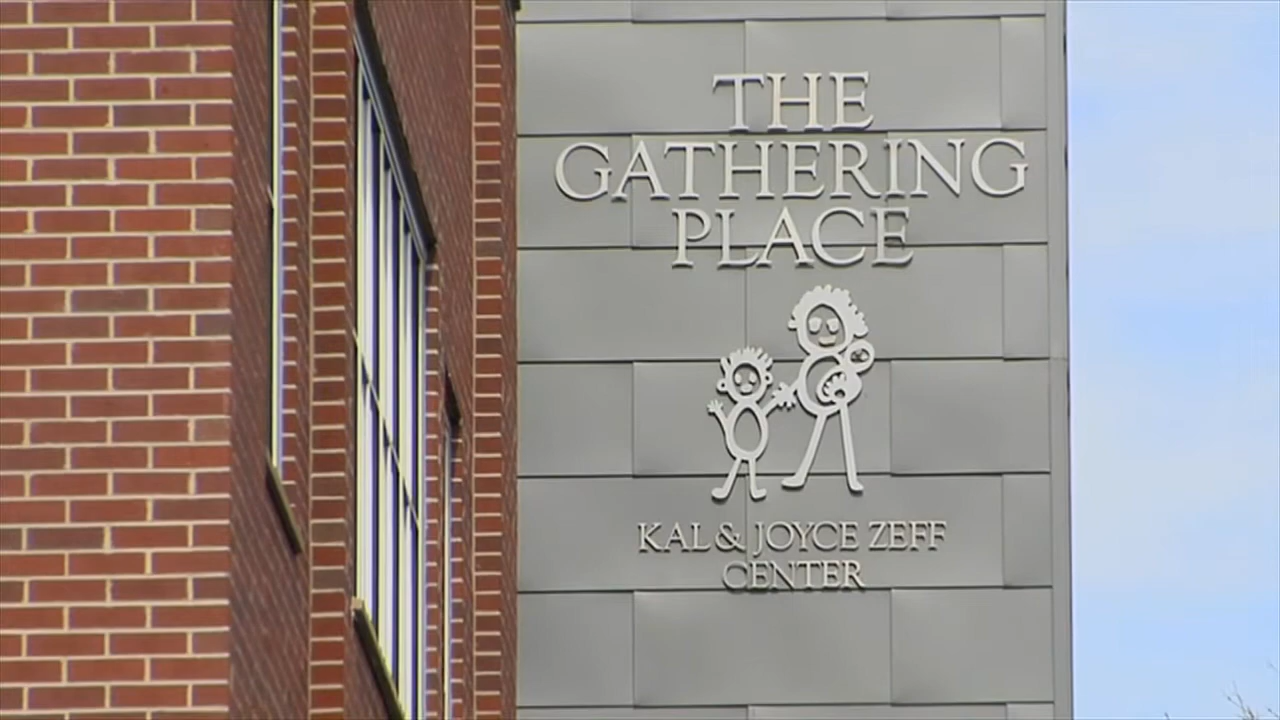 THE
GATHERING
PLACE
KAL & JOYCE ZEFF
CENTER